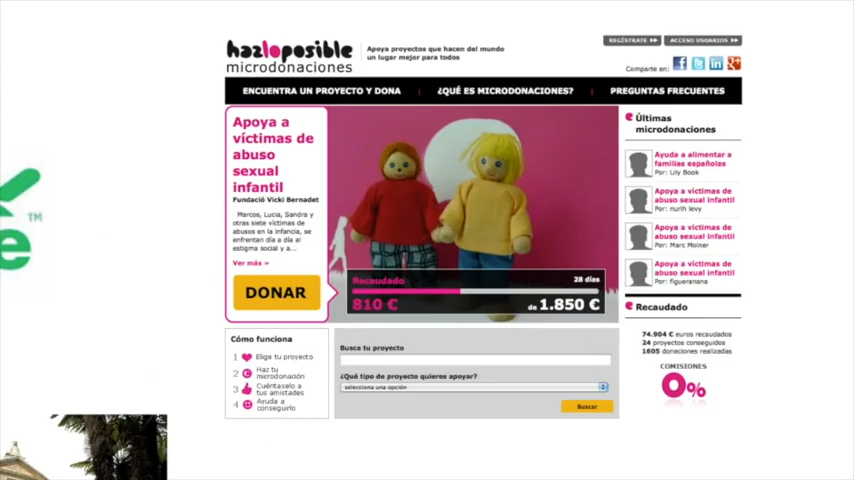 hazloposible
microdonaciones
Apoya proyectos que hacen del mundo
un lugar mejor para todos
REGÍSTRATE
ACCESO USUARIOS
Comparte en:
ENCUENTRA UN PROYECTO Y DONA
¿QUÉ ES MICRODONACIONES?
PREGUNTAS FRECUENTES
Apoya a
víctimas de
abuso
sexual
infantil
Fundació Vicki Bernadet
Marcos, Lucia, Sandra y
otras siete víctimas de
abusos en la infancia, se
enfrentan día a día al
estigma social y a...
Ver más »
DONAR
Recaudado
28 días
810 €
de 1.850 €
Últimas
microdonaciones
Ayuda a alimentar a
familias españolas
Por: Lily Book
Apoya a víctimas de
abuso sexual infantil
Por: nurih levy
Apoya a víctimas de
abuso sexual infantil
Por: Marc Moiner
Apoya a víctimas de
abuso sexual infantil
Por: figueranana
Recaudado
74.904 € euros recaudados
24 proyectos conseguidos
1605 donaciones realizadas
COMISIONES
0%
Cómo funciona
1 Elige tu proyecto
2 Haz tu
microdonación
3 Cuéntaselo a
tus amistades
4 Ayuda a
conseguirlo
Busca tu proyecto
¿Qué tipo de proyecto quieres apoyar?
selecciona una opción
Buscar
e™